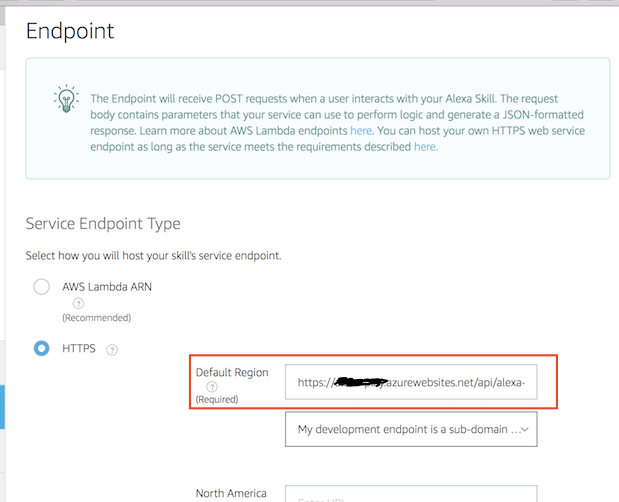 Endpoint
The Endpoint will receive POST requests when a user interacts with your Alexa Skill. The request
body contains parameters that your service can use to perform logic and generate a JSON-formatted
response. Learn more about AWS Lambda endpoints here. You can host your own HTTPS web service
endpoint as long as the service meets the requirements described here.
Service Endpoint Type
Select how you will host your skill's service endpoint.
AWS Lambda ARN
?
(Recommended)
HTTPS ?
Default Region
?
(Required)
https:// .azurewebsites.net/api/alexa-
My development endpoint is a sub-domain ...
North America
Enter URI